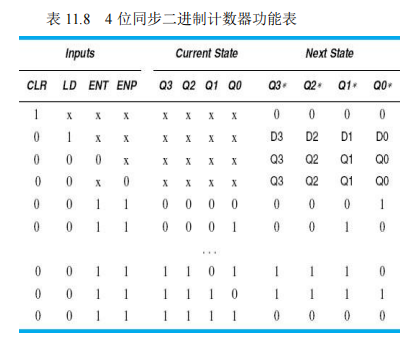 表 11.8 4 位同步二进制计数器功能表
Inputs Current State Next State
CLR LD ENT ENP Q3 Q2 Q1 Q0 Q3* Q2* Q1* Q0*
1 x x x x x x x 0 0 0 0
0 1 x x x x x x D3 D2 D1 D0
0 0 0 x x x x x Q3 Q2 Q1 Q0
0 0 x 0 x x x x Q3 Q2 Q1 Q0
0 0 1 1 0 0 0 0 0 0 0 1
0 0 1 1 0 0 0 1 0 0 1 0
...
0 0 1 1 1 1 0 1 1 1 1 0
0 0 1 1 1 1 1 0 1 1 1 1
0 0 1 1 1 1 1 1 0 0 0 0